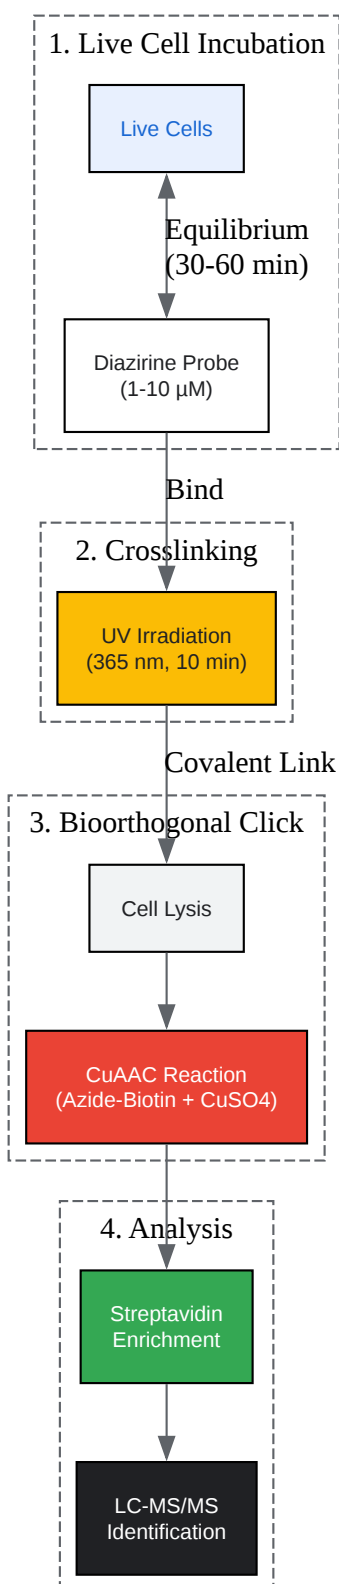 1. Live Cell Incubation
Live Cells
Equilibrium
(30-60 min)
Diazirine Probe
(1-10 µM)
Bind
2. Crosslinking
UV Irradiation
(365 nm, 10 min)
Covalent Link
3. Bioorthogonal Click
Cell Lysis
CuAAC Reaction
(Azide-Biotin + CuSO4)
4. Analysis
Streptavidin
Enrichment
LC-MS/MS
Identification